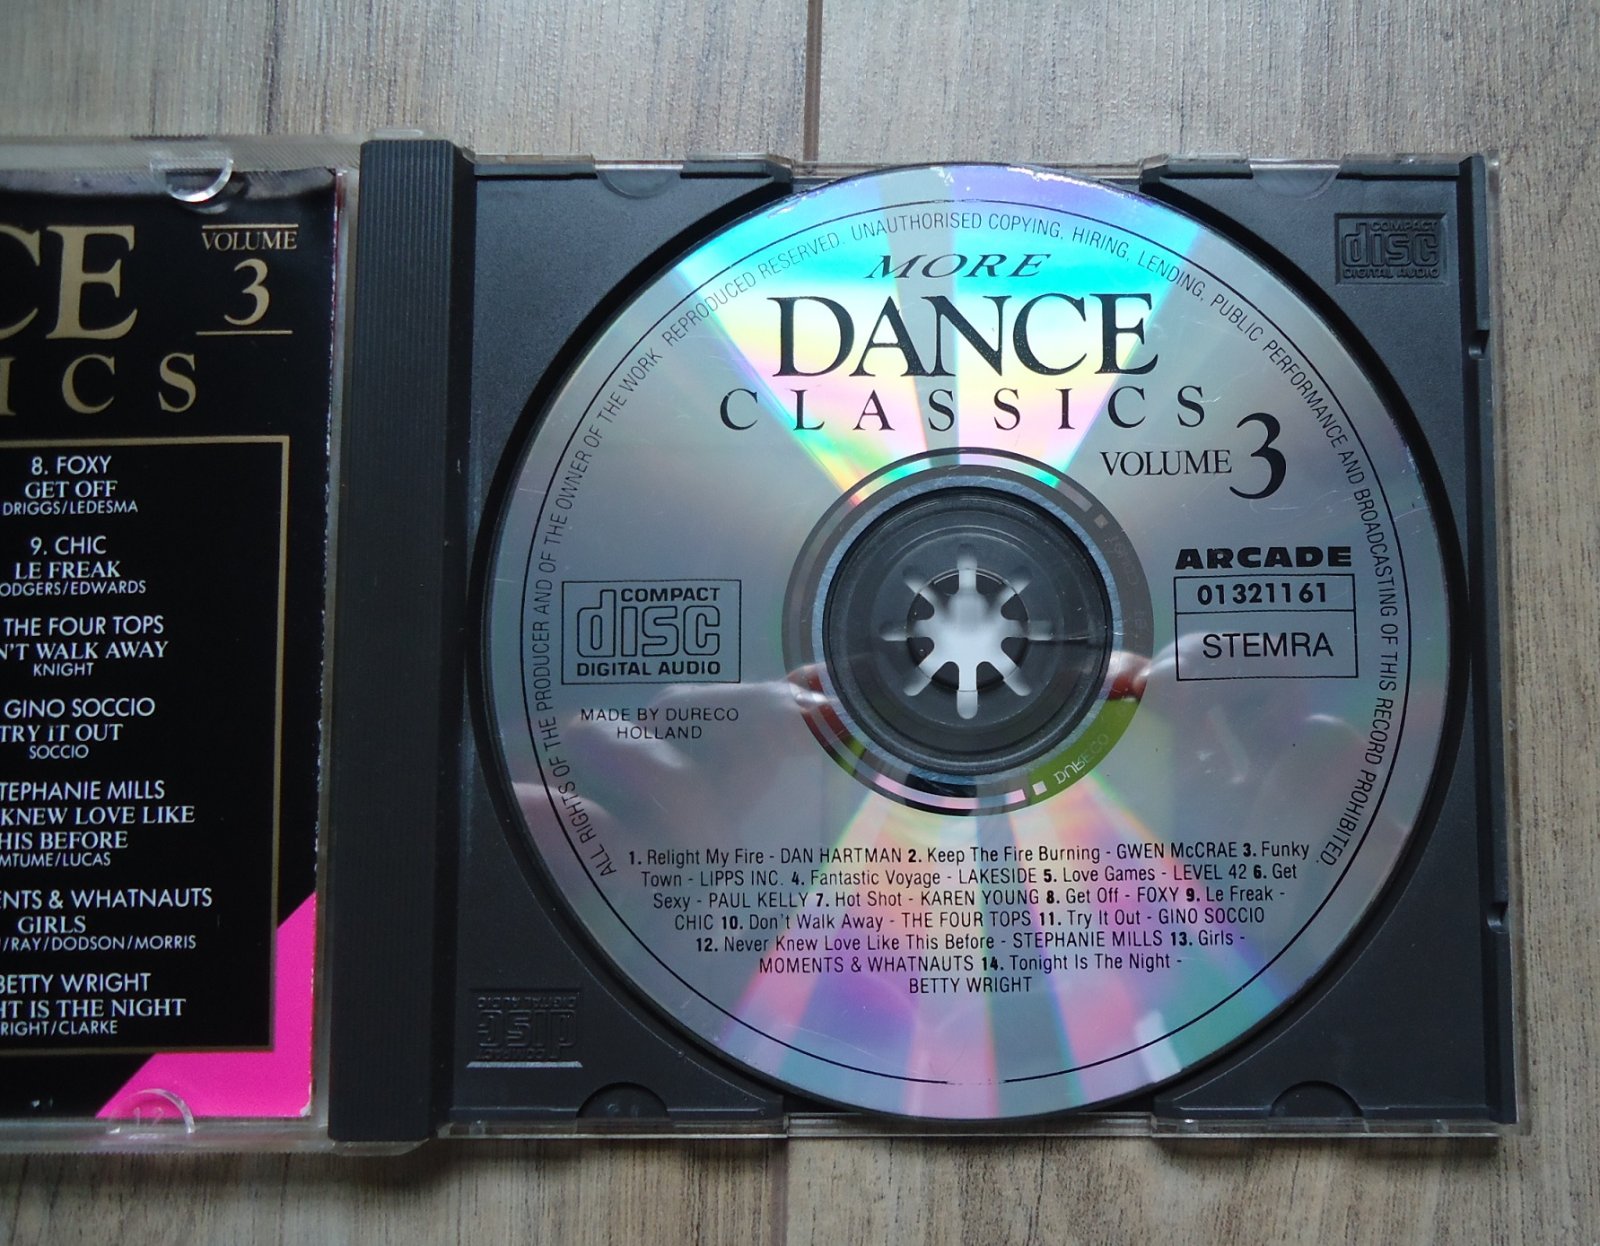 CE
VOLUME
3
ICS
8. FOXY
GET OFF
DRIGGS/LEDESMA
9. CHIC
LE FREAK
ODGERS/EDWARDS
THE FOUR TOPS
N'T WALK AWAY
KNIGHT
GINO SOCCIO
TRY IT OUT
SOCCIO
TEPHANIE MILLS
KNEW LOVE LIKE
HIS BEFORE
MTUME/LUCAS
ENTS & WHATNAUTS
GIRLS
/RAY/DODSON/MORRIS
BETTY WRIGHT
HT IS THE NIGHT
RIGHT/CLARKE
ALL RIGHTS OF THE PRODUCER AND OF THE OWNER OF THE WORK REPRODUCED RESERVED. UNAUTHORISED COPYING, HIRING, LENDING, PUBLIC PERFORMANCE AND BROADCASTING OF THIS RECORD PROHIBITED.
MORE
DANCE
CLASSICS
VOLUME 3
ARCADE
01321161
STEMRA
COMPACT
disc
DIGITAL AUDIO
MADE BY DURECO
HOLLAND
DURECO
1. Relight My Fire - DAN HARTMAN 2. Keep The Fire Burning - GWEN McCRAE 3. Funky
Town - LIPPS INC. 4. Fantastic Voyage - LAKESIDE 5. Love Games - LEVEL 42 6. Get
Sexy - PAUL KELLY 7. Hot Shot - KAREN YOUNG 8. Get Off - FOXY 9. Le Freak -
CHIC 10. Don't Walk Away - THE FOUR TOPS 11. Try It Out - GINO SOCCIO
12. Never Knew Love Like This Before - STEPHANIE MILLS 13. Girls -
MOMENTS & WHATNAUTS 14. Tonight Is The Night -
BETTY WRIGHT
COMPACT
disc
DIGITAL AUDIO
COMPACT
disc
DIGITAL AUDIO